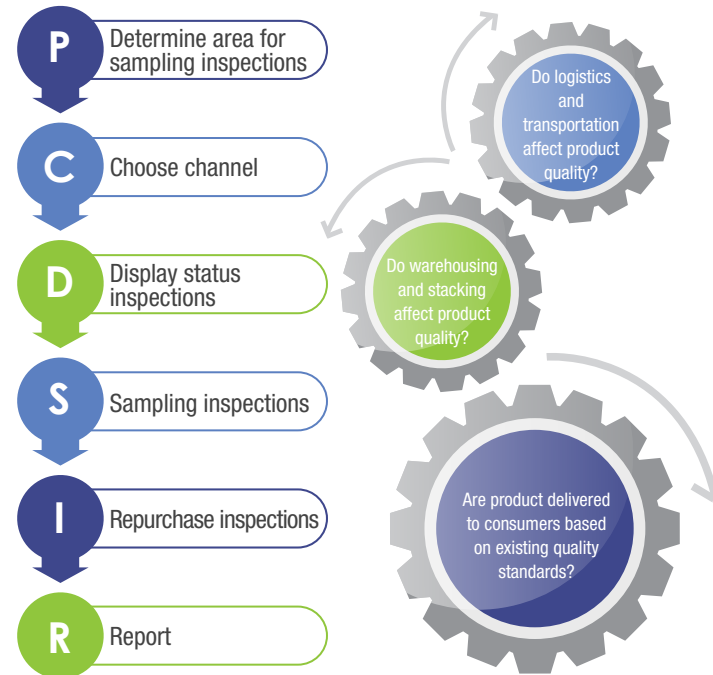 P
Determine area for
sampling inspections
C
Choose channel
D
Display status
inspections
S
Sampling inspections
I
Repurchase inspections
R
Report
Do logistics
and
transportation
affect product
quality?
Do warehousing
and stacking
affect product
quality?
Are product delivered
to consumers based
on existing quality
standards?